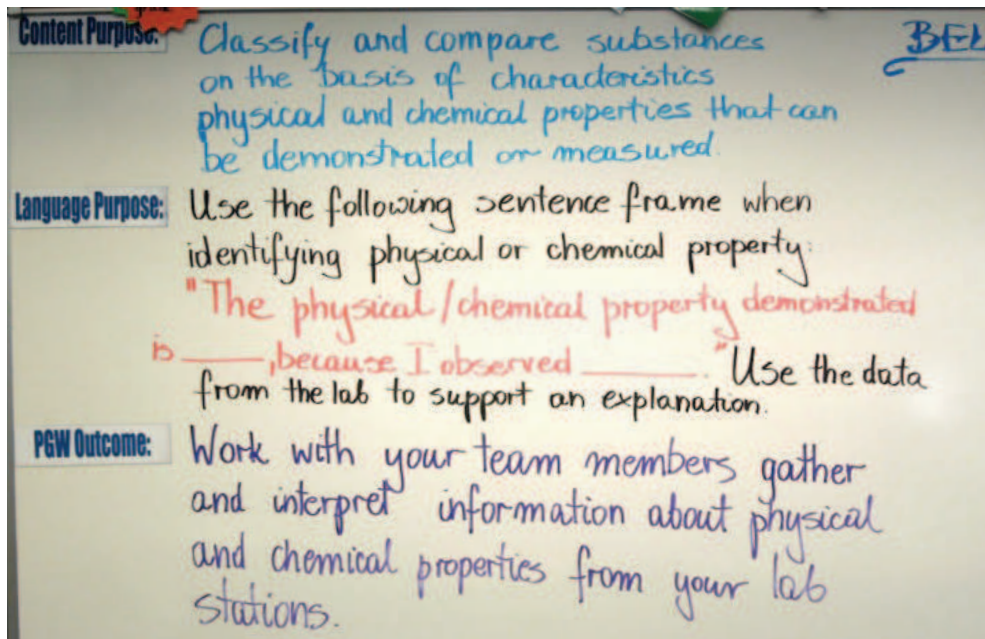 Content Purpose:
Classify and compare substances
on the basis of characteristics
physical and chemical properties that can
be demonstrated or measured.
Language Purpose:
Use the following sentence frame when
identifying physical or chemical property:
"The physical/chemical property demonstrated
is ______, because I observed ________."
Use the data
from the lab to support an explanation.
PGW Outcome:
Work with your team members gather
and interpret information about physical
and chemical properties from your lab
stations.